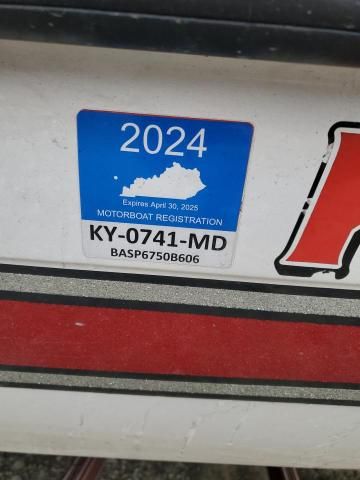 2024
Expires April 30, 2025
MOTORBOAT REGISTRATION
KY-0741-MD
BASP6750B606